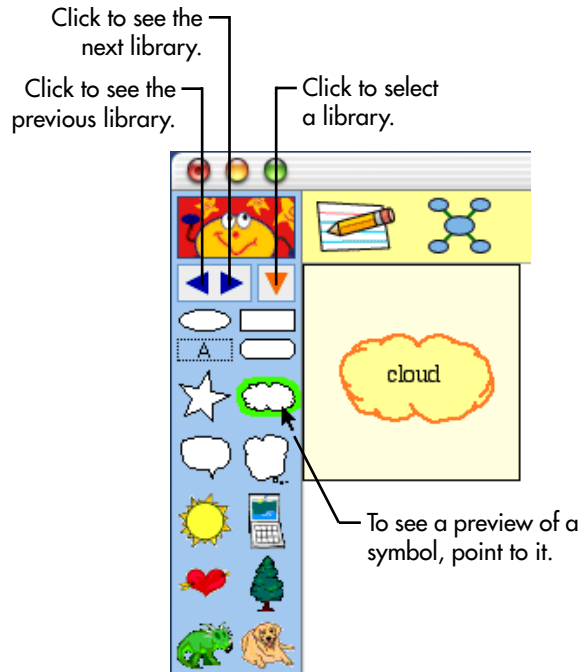 Click to see the
next library.
Click to see the
previous library.
Click to select
a library.
A
cloud
To see a preview of a
symbol, point to it.